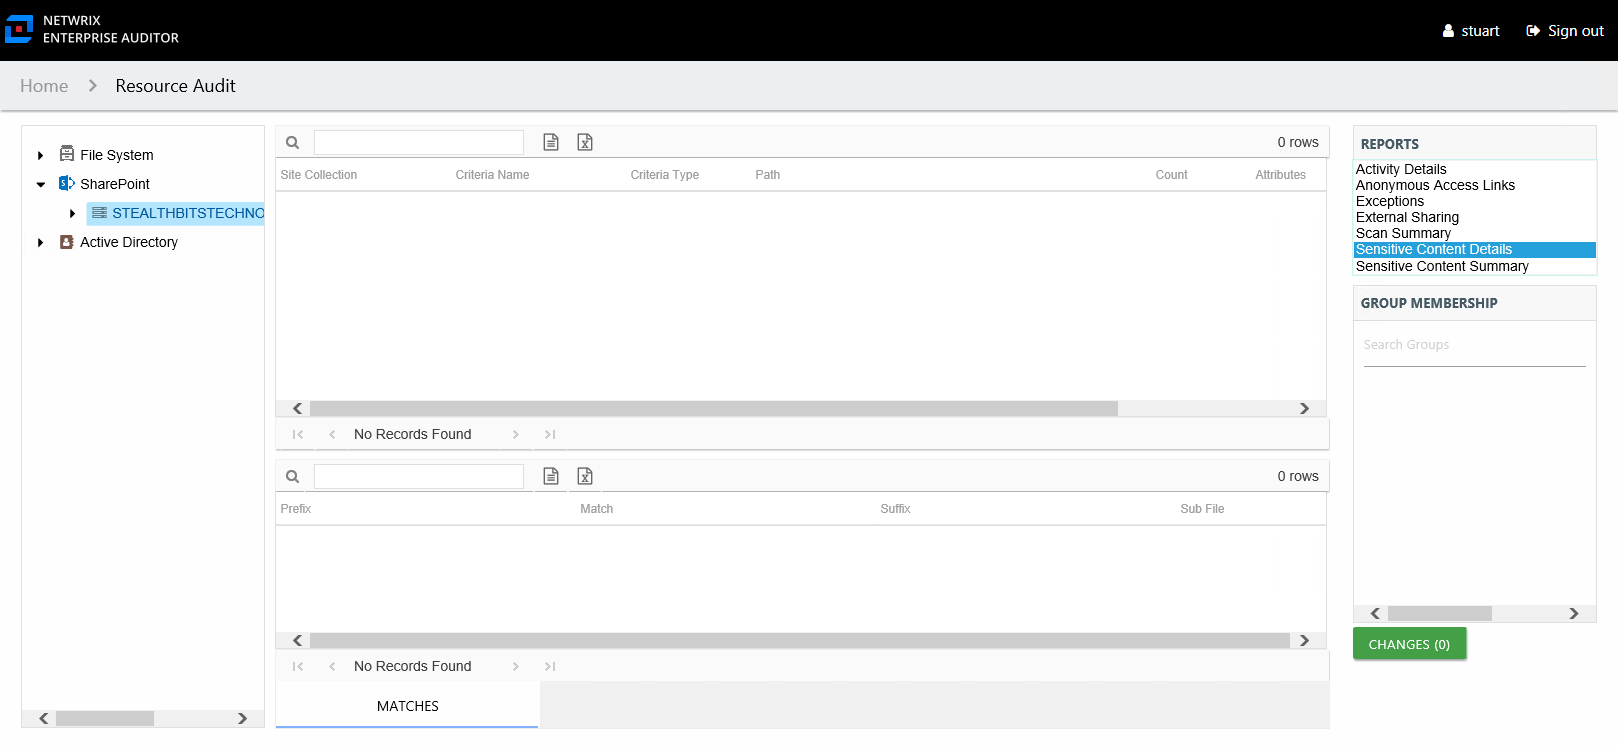 NETWRIX
ENTERPRISE AUDITOR
stuart
Sign out
Home
Resource Audit
File System
SharePoint
STEALTHBITSTECHNO
Active Directory
0 rows
Site Collection
Criteria Name
Criteria Type
Path
Count
Attributes
No Records Found
0 rows
Prefix
Match
Suffix
Sub File
No Records Found
MATCHES
REPORTS
Activity Details
Anonymous Access Links
Exceptions
External Sharing
Scan Summary
Sensitive Content Details
Sensitive Content Summary
GROUP MEMBERSHIP
Search Groups
CHANGES (0)